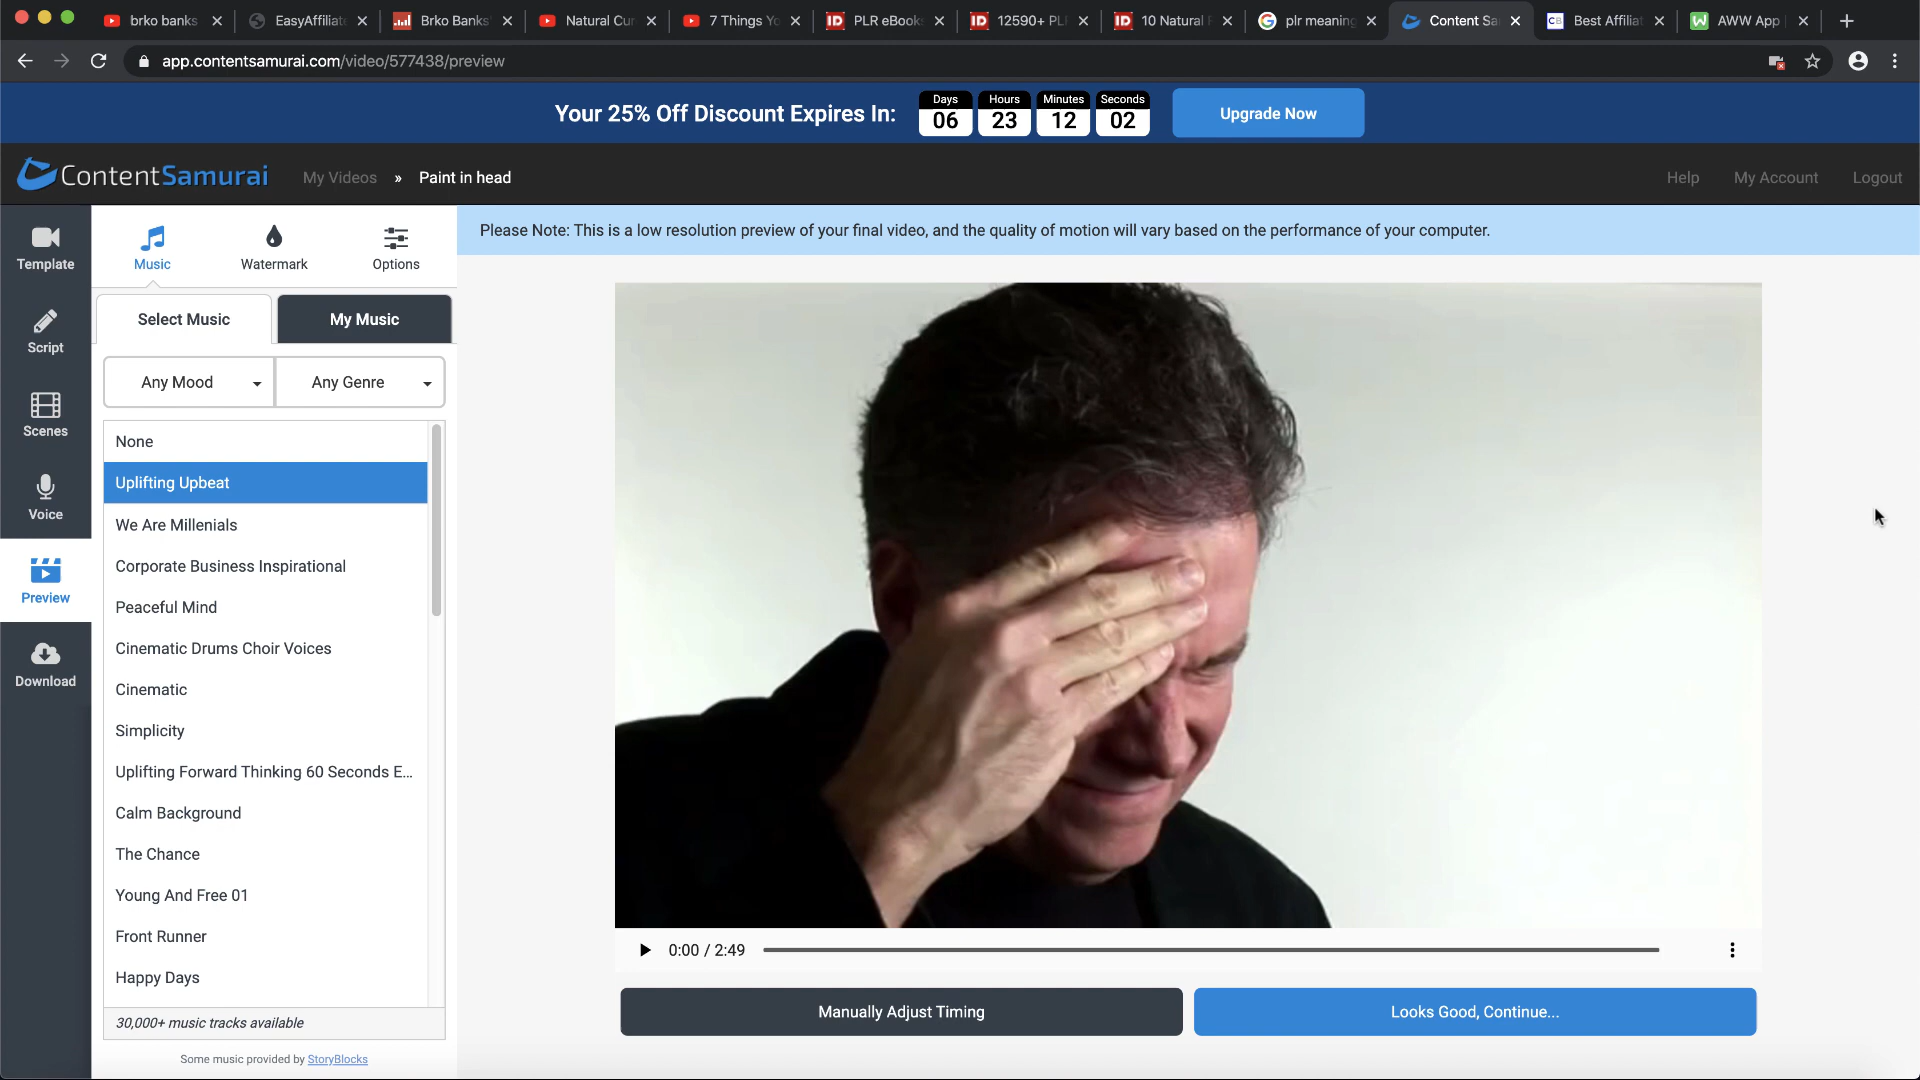 brko banks
EasyAffiliate
Brko Banks'
Natural Cur
7 Things Yo
PLR eBook
12590+ PL
10 Natural
plr meaning
Content Sa
Best Affiliat
AWW App
app.contentsamurai.com/video/577438/preview
Your 25% Off Discount Expires In:
Days
Hours
Minutes
Seconds
06
23
12
02
Upgrade Now
ContentSamurai
My Videos » Paint in head
Help
My Account
Logout
Template
Script
Scenes
Voice
Preview
Download
Music
Watermark
Options
Please Note: This is a low resolution preview of your final video, and the quality of motion will vary based on the performance of your computer.
Select Music
My Music
Any Mood
Any Genre
None
Uplifting Upbeat
We Are Millenials
Corporate Business Inspirational
Peaceful Mind
Cinematic Drums Choir Voices
Cinematic
Simplicity
Uplifting Forward Thinking 60 Seconds E...
Calm Background
The Chance
Young And Free 01
Front Runner
Happy Days
30,000+ music tracks available
Some music provided by StoryBlocks
0:00 / 2:49
Manually Adjust Timing
Looks Good, Continue...